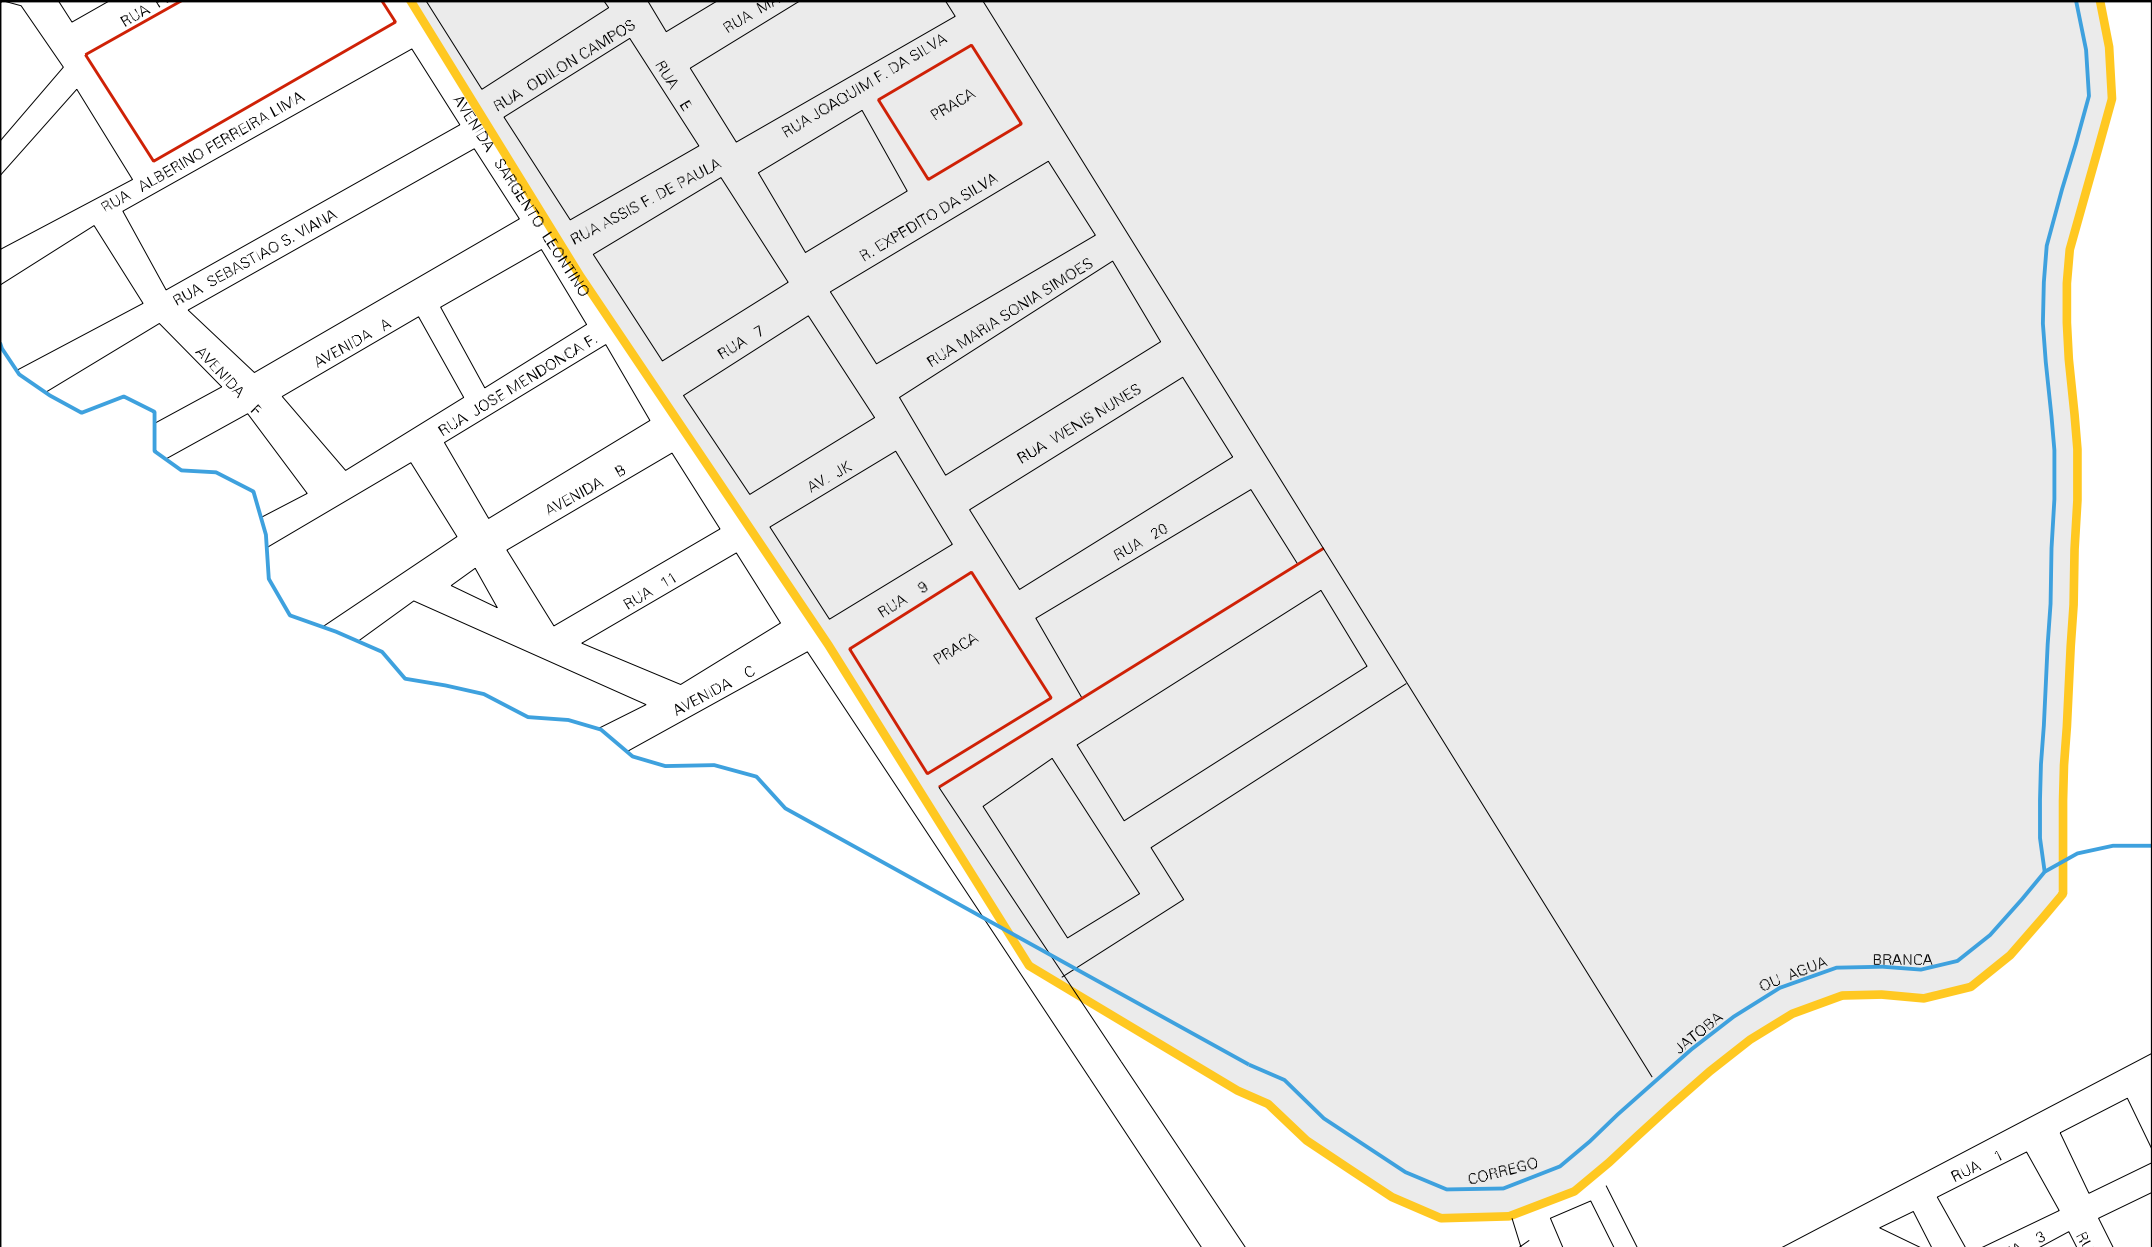 RUA
RUA MA
RUA ODILON CAMPOS
RUA E
RUA JOAQUIM F. DA SILVA
PRACA
RUA ALBERINO FERREIRA LIMA
AVENIDA SARGENTO LEONTINO
RUA ASSIS F. DE PAULA
R. EXPEDITO DA SILVA
RUA SEBASTIAO S. VIANA
RUA MARIA SONIA SIMOES
AVENIDA A
RUA 7
AVENIDA F
RUA JOSE MENDONCA F.
RUA WENIS NUNES
AVENIDA B
AV. JK
RUA 20
RUA 11
RUA 9
PRACA
AVENIDA C
CORREGO JATOBA OU AGUA BRANCA
RUA 1
3